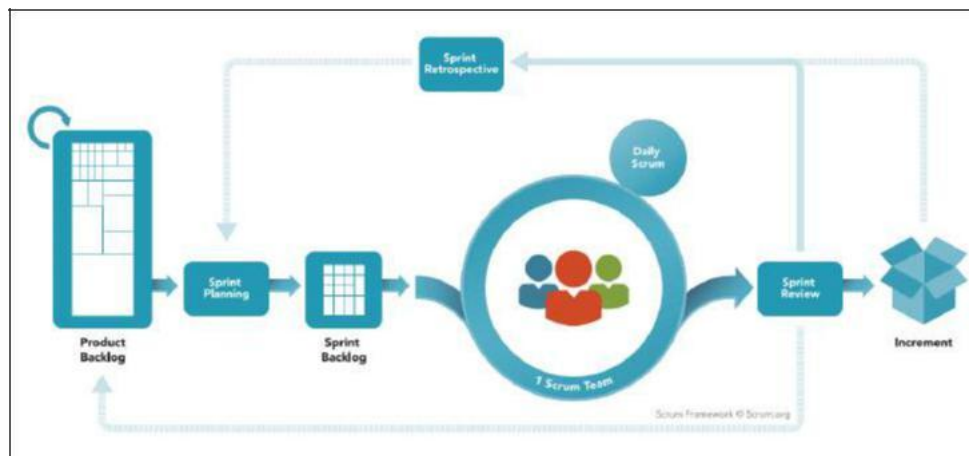 Sprint
Retrospective
Daily
Scrum
Sprint
Planning
Sprint
Review
Product
Backlog
Sprint
Backlog
1 Scrum Team
Increment
Scrum Framework © Scrum.org